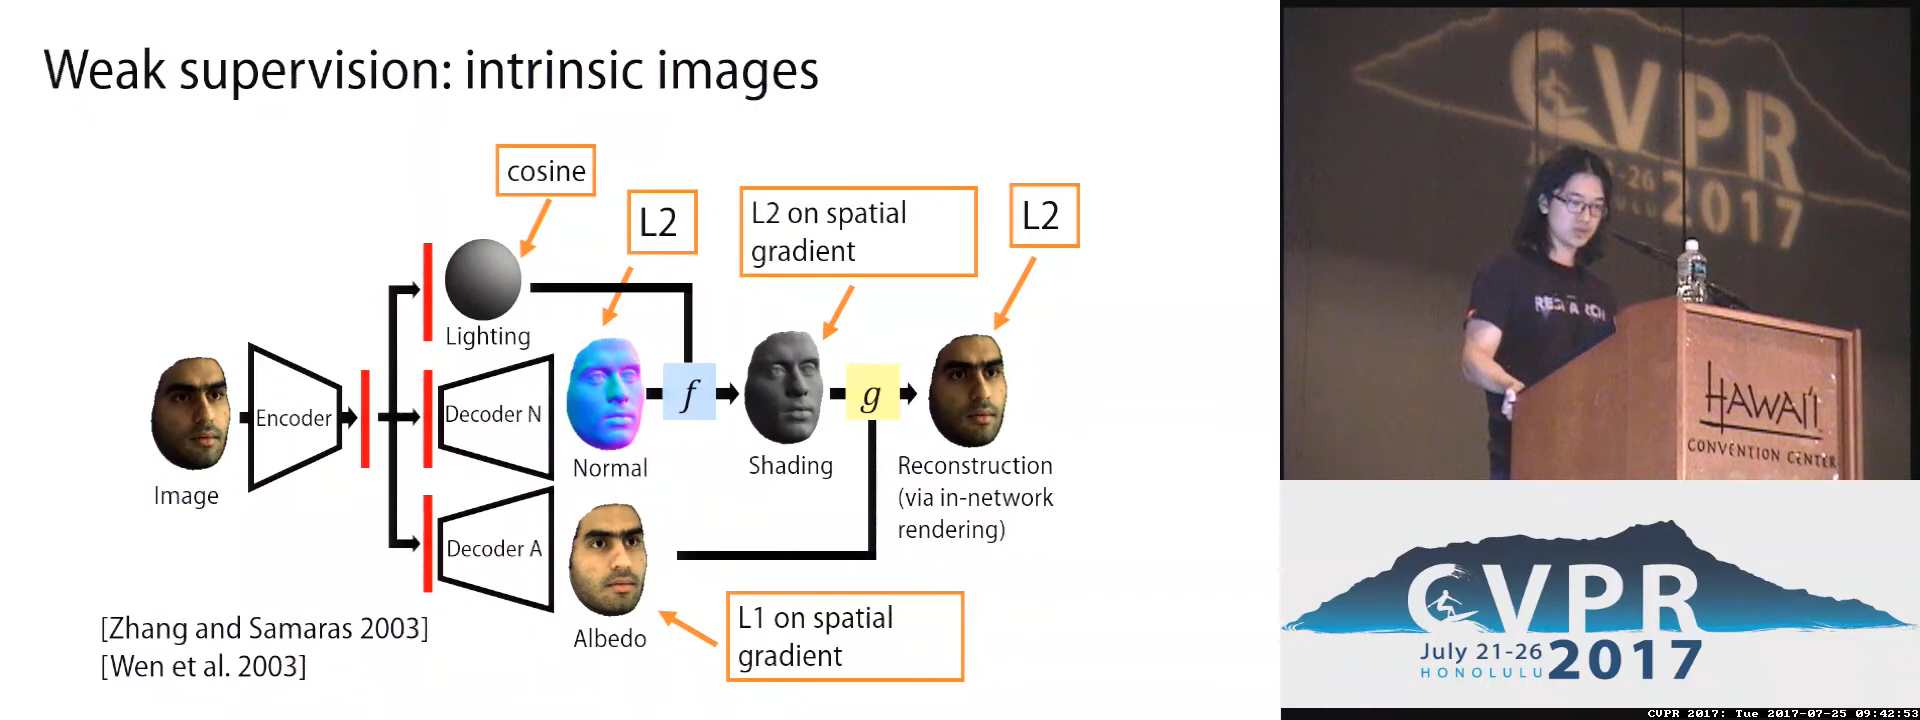 Weak supervision: intrinsic images
cosine
L2
L2 on spatial
gradient
L2
Lighting
Encoder
Decoder N
f
g
Image
Normal
Shading
Reconstruction
(via in-network
rendering)
Decoder A
Albedo
L1 on spatial
gradient
[Zhang and Samaras 2003]
[Wen et al. 2003]
CVPR
2017
HAWAI'I
CONVENTION CENTER
CVPR
July 21-26
HONOLULU
2017
CVPR 2017: Tue 2017-07-25 09:42:53